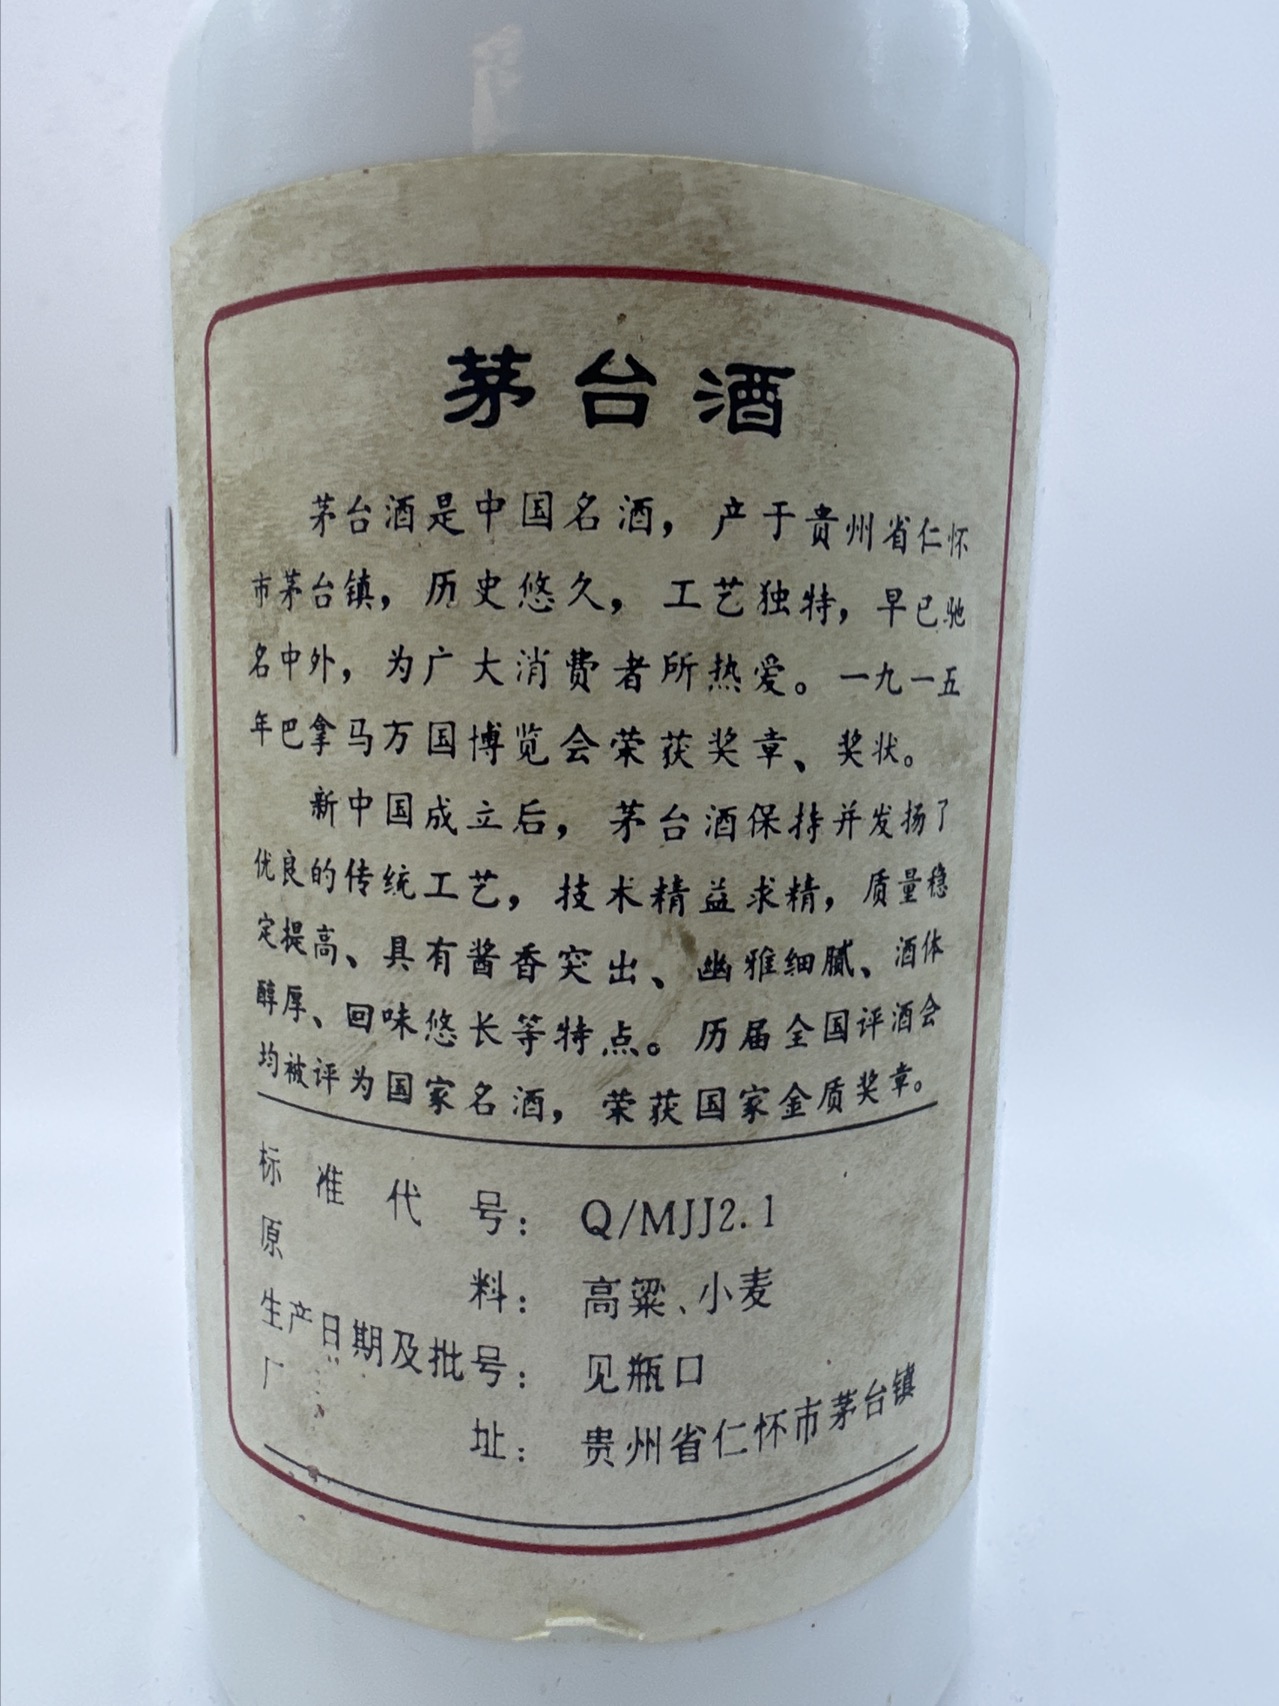 茅台酒
茅台酒是中国名酒，产于贵州省仁怀
市茅台镇，历史悠久，工艺独特，早已驰
名中外，为广大消费者所热爱。一九一五
年巴拿马万国博览会荣获奖章、奖状。
新中国成立后，茅台酒保持并发扬了
优良的传统工艺，技术精益求精，质量稳
定提高、具有酱香突出、幽雅细腻、酒体
醇厚、回味悠长等特点。历届全国评酒会
均被评为国家名酒，荣获国家金质奖章。
标准代号：Q/MJJ2.1
原料：高粱、小麦
生产日期及批号：见瓶口
厂址：贵州省仁怀市茅台镇